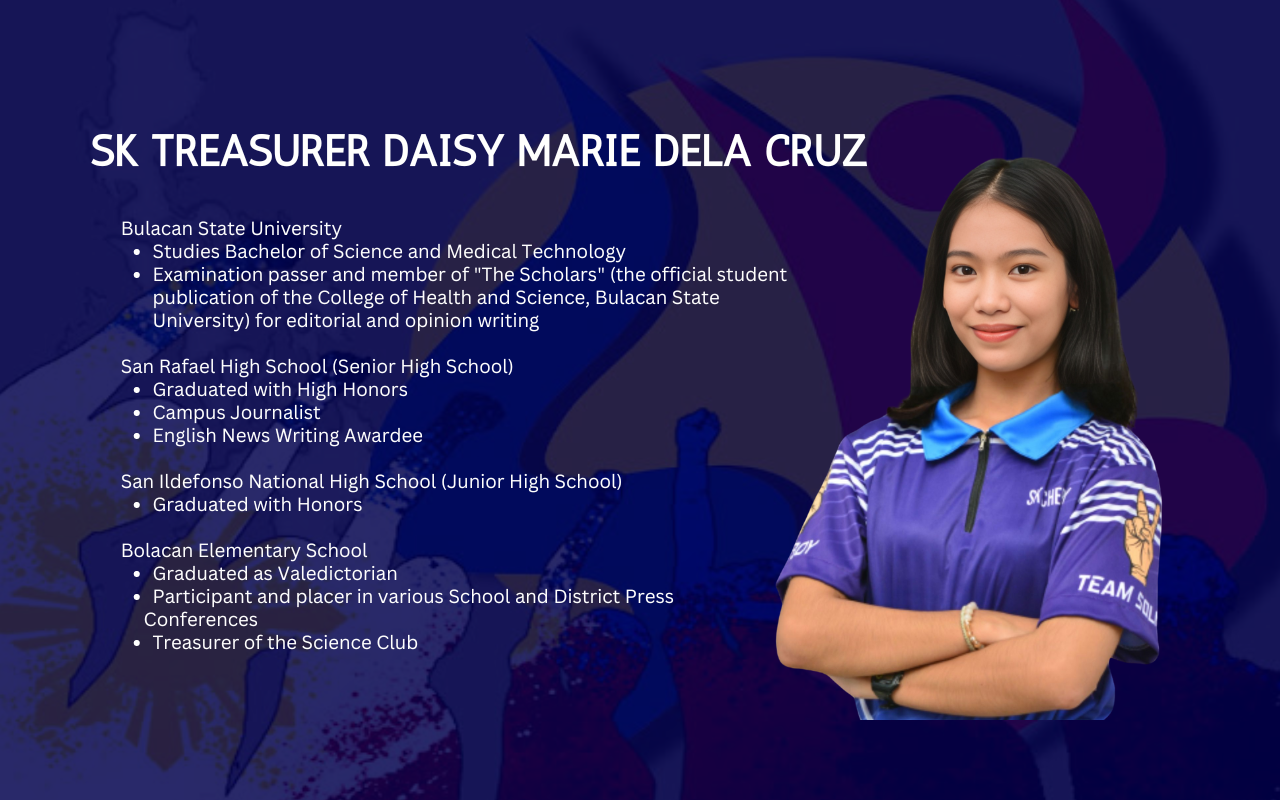 SK TREASURER DAISY MARIE DELA CRUZ
Bulacan State University
• Studies Bachelor of Science and Medical Technology
• Examination passer and member of "The Scholars" (the official student
publication of the College of Health and Science, Bulacan State
University) for editorial and opinion writing
San Rafael High School (Senior High School)
• Graduated with High Honors
• Campus Journalist
• English News Writing Awardee
San Ildefonso National High School (Junior High School)
• Graduated with Honors
Bolacan Elementary School
• Graduated as Valedictorian
• Participant and placer in various School and District Press
Conferences
• Treasurer of the Science Club
TEAM